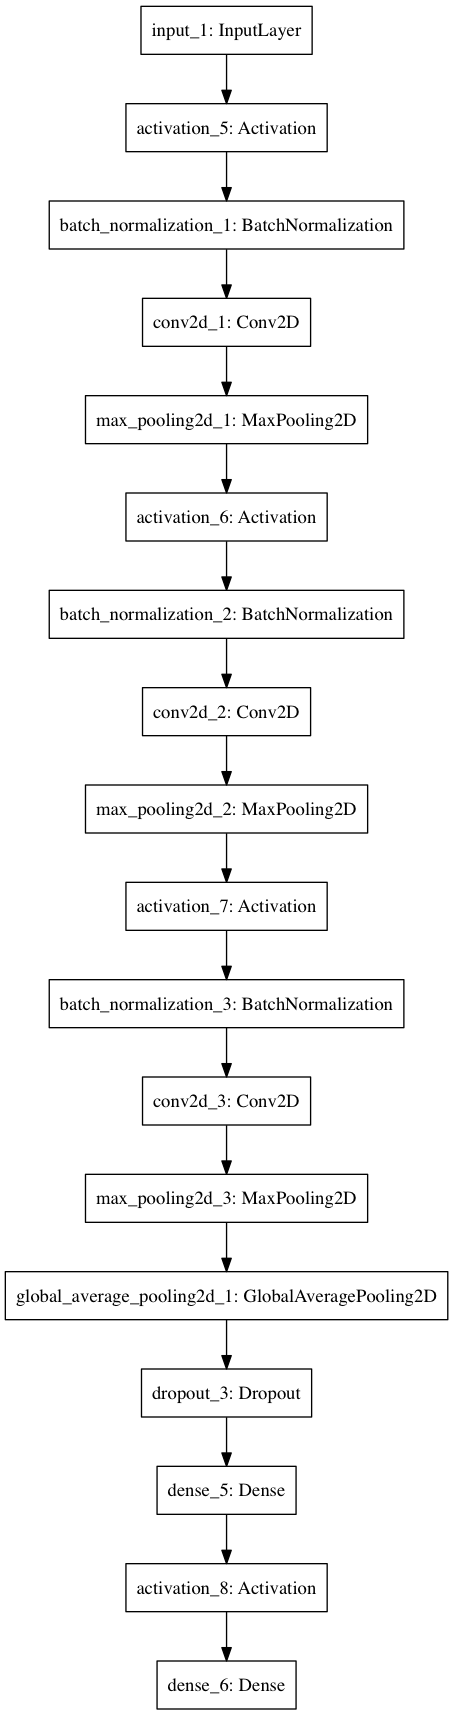 input_1: InputLayer
activation_5: Activation
batch_normalization_1: BatchNormalization
conv2d_1: Conv2D
max_pooling2d_1: MaxPooling2D
activation_6: Activation
batch_normalization_2: BatchNormalization
conv2d_2: Conv2D
max_pooling2d_2: MaxPooling2D
activation_7: Activation
batch_normalization_3: BatchNormalization
conv2d_3: Conv2D
max_pooling2d_3: MaxPooling2D
global_average_pooling2d_1: GlobalAveragePooling2D
dropout_3: Dropout
dense_5: Dense
activation_8: Activation
dense_6: Dense